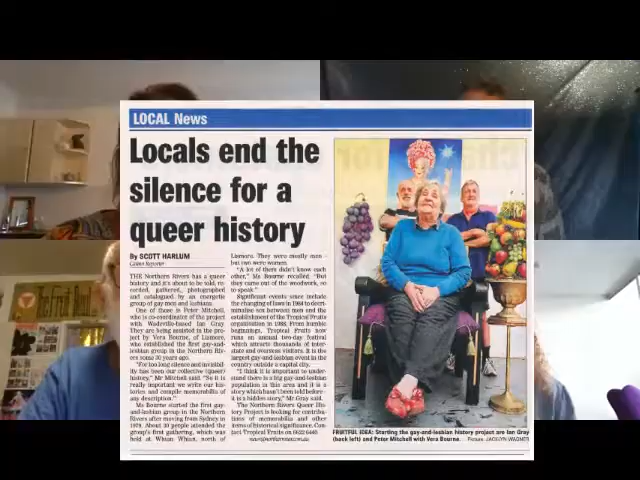 LOCAL News
Locals end the
silence for a
queer history
By SCOTT HARLUM
THE Northern Rivers has a queer
history and it's about to be told, re-
corded, gathered, photographed
and catalogued by an energetic
group of gay men and lesbians.
One of those is Peter Mitchell,
who is co-ordinator of the project
with Wadeville-based Ian Gray.
They are being assisted in the pro-
ject by Vera Bourne, of Lismore,
who established the first gay-and-
lesbian group in the Northern Riv-
ers some 30 years ago.
"For too long silence and invisibil-
ity has been our collective (queer)
history," Mr Mitchell said. "So it is
really important we write our his-
tories and compile memorabilia of
any description."
Ms Bourne started the first gay-
and-lesbian group in the Northern
Rivers after moving from Sydney in
1979. About 30 people attended the
group's first gathering, which was
held at Whian Whian, north of
Lismore. They were mostly men –
but two were women.
"A lot of them didn't know each
other," Ms Bourne recalled. "But
they came out of the woodwork, so
to speak."
Significant events since include
the changing of laws in 1984 to decri-
minalise sex between men and the
establishment of the Tropical Fruits
organisation in 1988. From humble
beginnings, Tropical Fruits now
runs an annual two-day festival
which attracts thousands of inter-
state and overseas visitors. It is the
largest gay-and-lesbian event in the
country outside a capital city.
"I think it is important to under-
stand there is a big gay-and-lesbian
population in this area and it is a
story which hasn't been told before –
it is a hidden story," Mr Gray said.
The Northern Rivers Queer His-
tory Project is looking for contribu-
tions of memorabilia and other
items of historical significance. Con-
tact Tropical Fruits on 6622 6440.
FRUITFUL IDEA: Starting the gay-and-lesbian history project are Ian Gray
(back left) and Peter Mitchell with Vera Bourne.
Picture: JACKLYN WAGNER